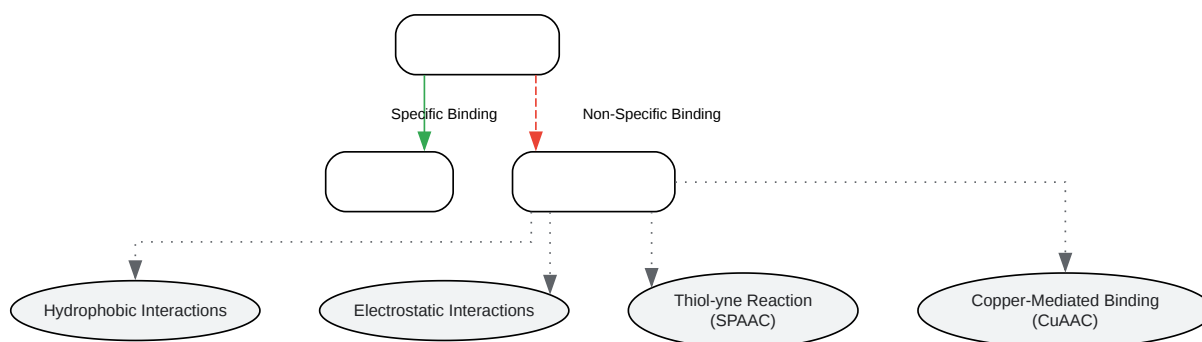 Specific Binding
Non-Specific Binding
Hydrophobic Interactions
Electrostatic Interactions
Thiol-yne Reaction
(SPAAC)
Copper-Mediated Binding
(CuAAC)